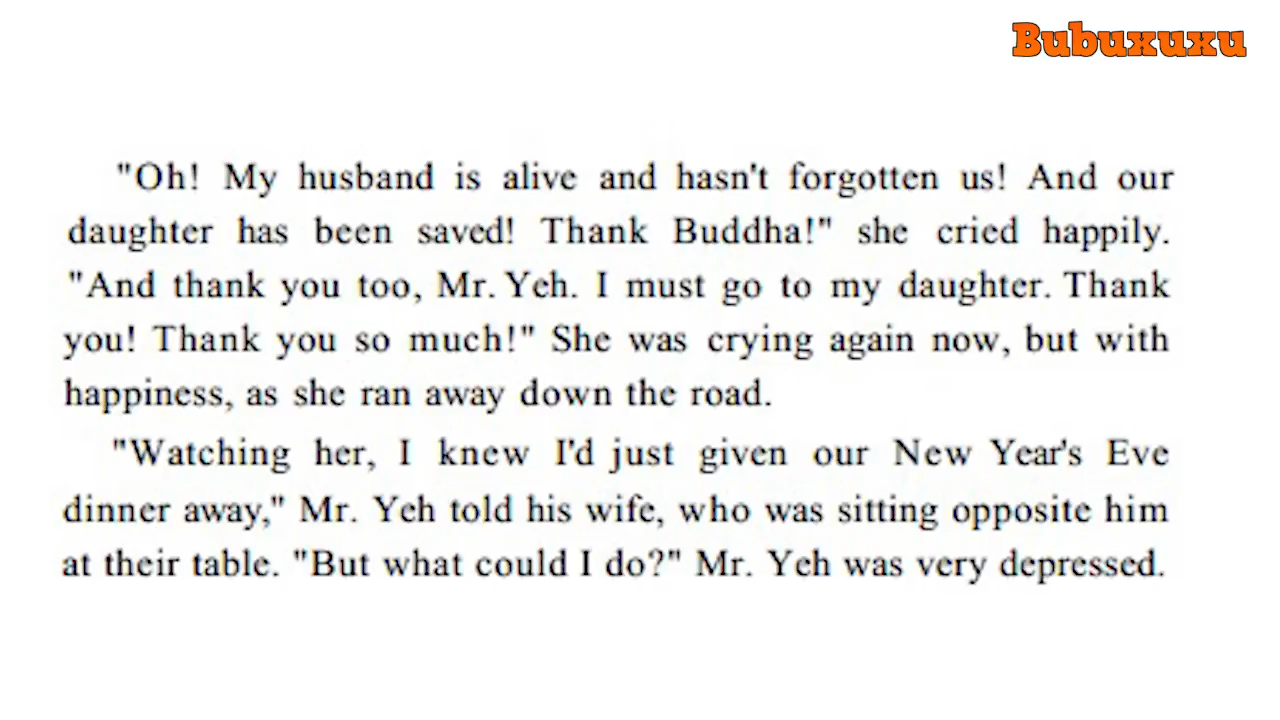 Bubuxuxu
"Oh! My husband is alive and hasn't forgotten us! And our
daughter has been saved! Thank Buddha!" she cried happily.
"And thank you too, Mr. Yeh. I must go to my daughter. Thank
you! Thank you so much!" She was crying again now, but with
happiness, as she ran away down the road.
"Watching her, I knew I'd just given our New Year's Eve
dinner away," Mr. Yeh told his wife, who was sitting opposite him
at their table. "But what could I do?" Mr. Yeh was very depressed.